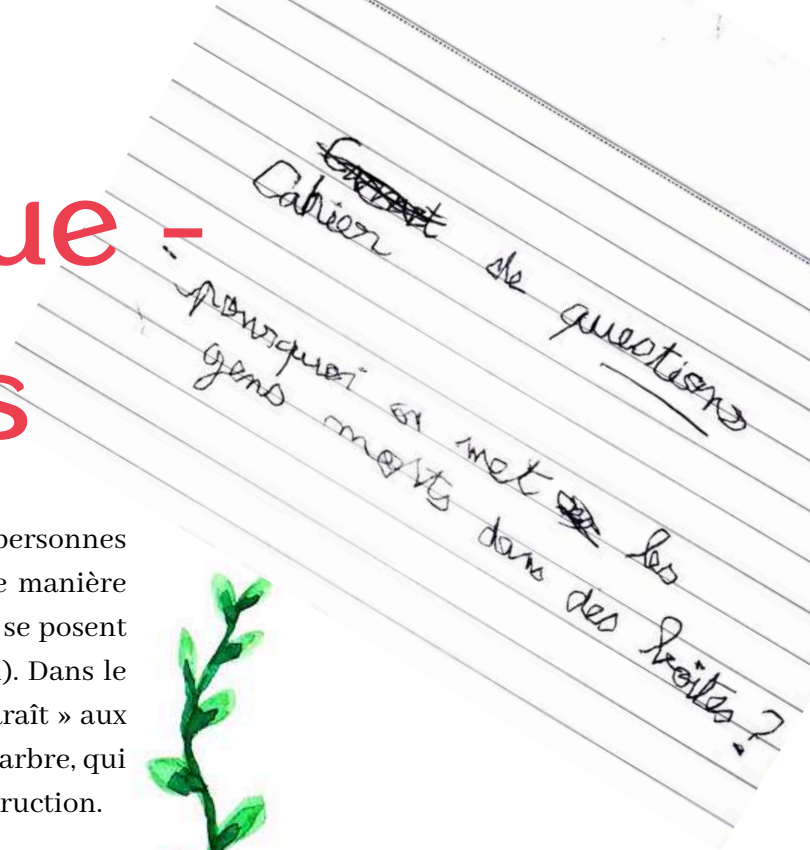 ue -
s
Cahier de questions
- pourquoi on met les
gens morts dans des boîtes ?
personnes
e manière
se posent
). Dans le
raît » aux
arbre, qui
ruction.